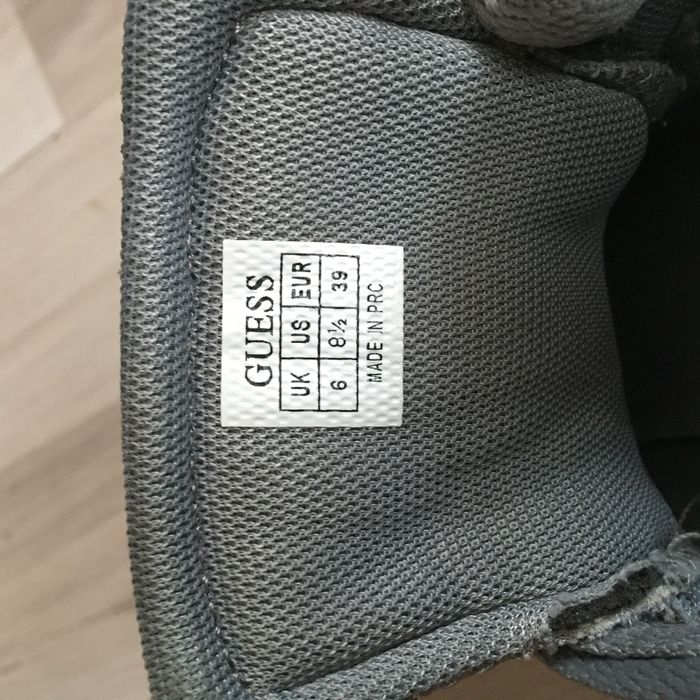 GUESS
UK US EUR
6 8½ 39
MADE IN PRC